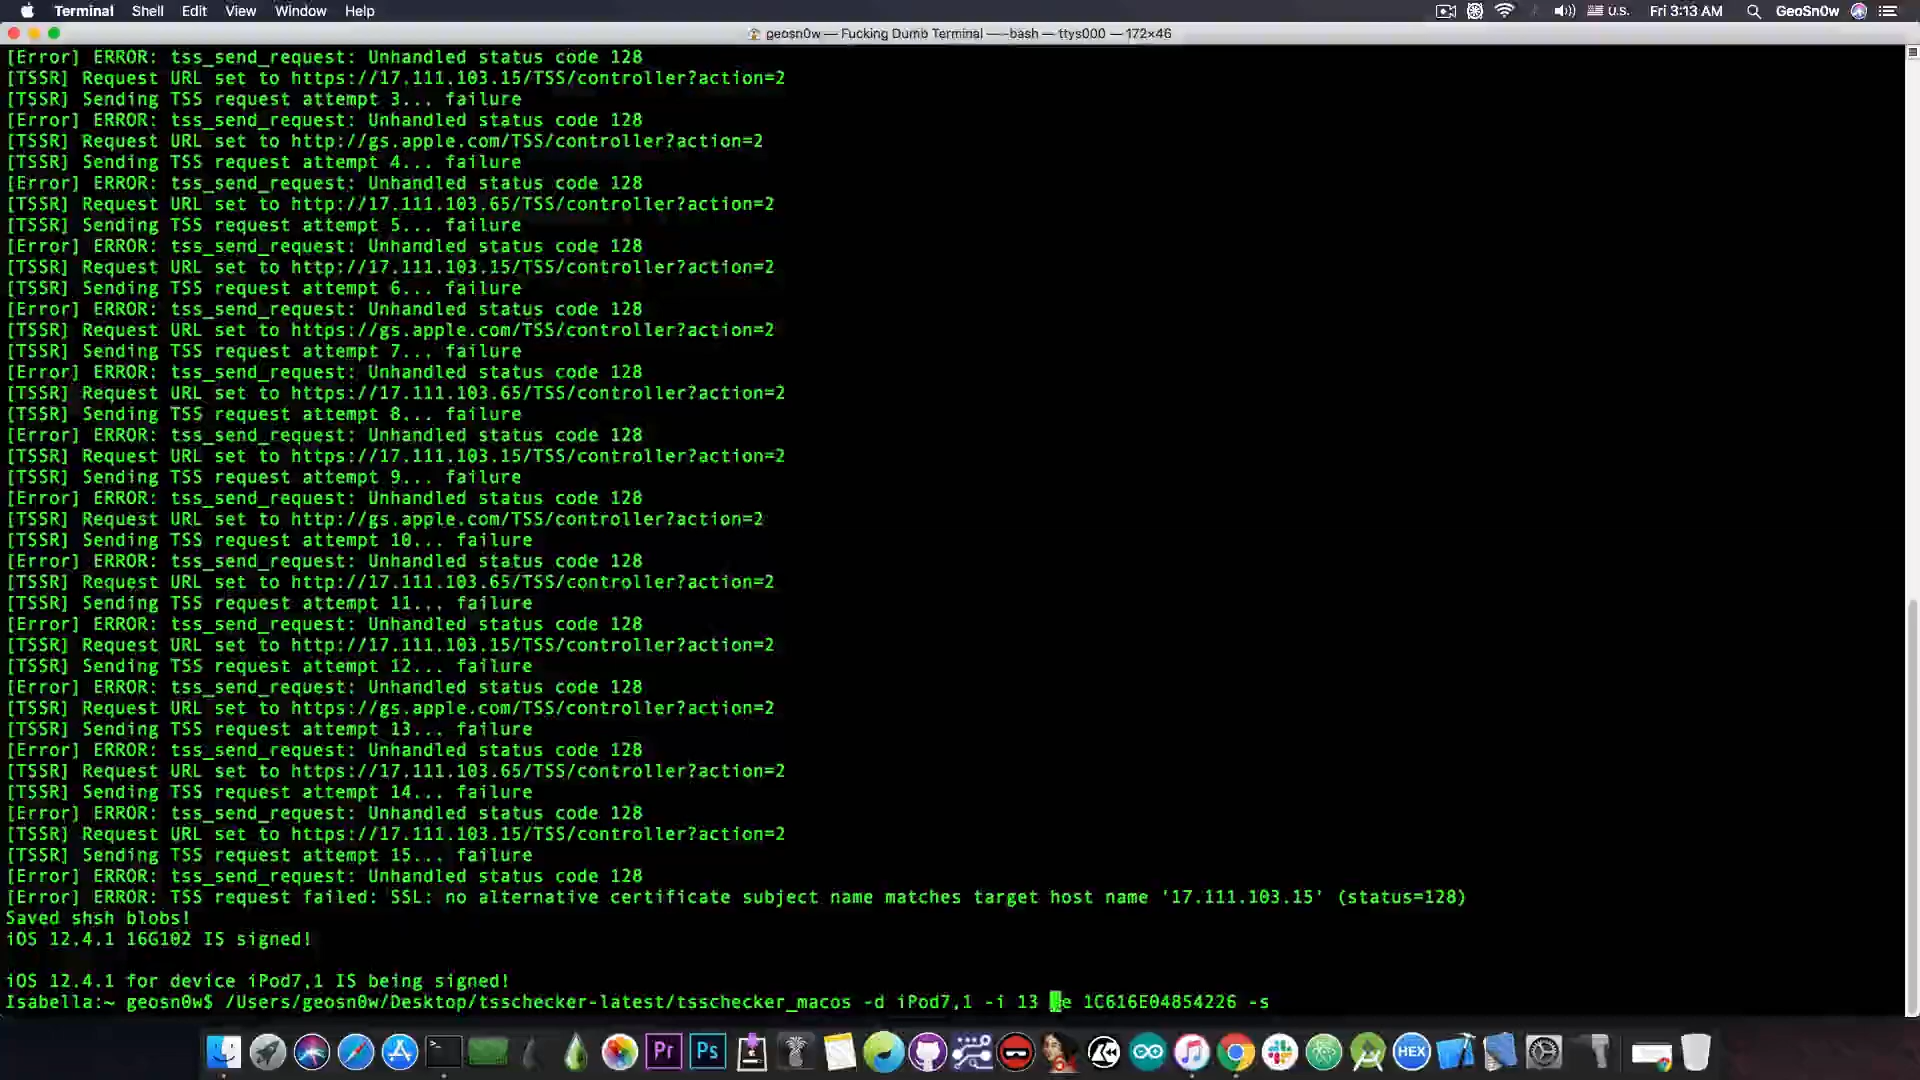 Terminal Shell Edit View Window Help U.S. Fri 3:13 AM GeoSn0w
geosn0w — Fucking Dumb Terminal — -bash — ttys000 — 172×46
[Error] ERROR: tss_send_request: Unhandled status code 128
[TSSR] Request URL set to https://17.111.103.15/TSS/controller?action=2
[TSSR] Sending TSS request attempt 3... failure
[Error] ERROR: tss_send_request: Unhandled status code 128
[TSSR] Request URL set to http://gs.apple.com/TSS/controller?action=2
[TSSR] Sending TSS request attempt 4... failure
[Error] ERROR: tss_send_request: Unhandled status code 128
[TSSR] Request URL set to http://17.111.103.65/TSS/controller?action=2
[TSSR] Sending TSS request attempt 5... failure
[Error] ERROR: tss_send_request: Unhandled status code 128
[TSSR] Request URL set to http://17.111.103.15/TSS/controller?action=2
[TSSR] Sending TSS request attempt 6... failure
[Error] ERROR: tss_send_request: Unhandled status code 128
[TSSR] Request URL set to https://gs.apple.com/TSS/controller?action=2
[TSSR] Sending TSS request attempt 7... failure
[Error] ERROR: tss_send_request: Unhandled status code 128
[TSSR] Request URL set to https://17.111.103.65/TSS/controller?action=2
[TSSR] Sending TSS request attempt 8... failure
[Error] ERROR: tss_send_request: Unhandled status code 128
[TSSR] Request URL set to https://17.111.103.15/TSS/controller?action=2
[TSSR] Sending TSS request attempt 9... failure
[Error] ERROR: tss_send_request: Unhandled status code 128
[TSSR] Request URL set to http://gs.apple.com/TSS/controller?action=2
[TSSR] Sending TSS request attempt 10... failure
[Error] ERROR: tss_send_request: Unhandled status code 128
[TSSR] Request URL set to http://17.111.103.65/TSS/controller?action=2
[TSSR] Sending TSS request attempt 11... failure
[Error] ERROR: tss_send_request: Unhandled status code 128
[TSSR] Request URL set to http://17.111.103.15/TSS/controller?action=2
[TSSR] Sending TSS request attempt 12... failure
[Error] ERROR: tss_send_request: Unhandled status code 128
[TSSR] Request URL set to https://gs.apple.com/TSS/controller?action=2
[TSSR] Sending TSS request attempt 13... failure
[Error] ERROR: tss_send_request: Unhandled status code 128
[TSSR] Request URL set to https://17.111.103.65/TSS/controller?action=2
[TSSR] Sending TSS request attempt 14... failure
[Error] ERROR: tss_send_request: Unhandled status code 128
[TSSR] Request URL set to https://17.111.103.15/TSS/controller?action=2
[TSSR] Sending TSS request attempt 15... failure
[Error] ERROR: tss_send_request: Unhandled status code 128
[Error] ERROR: TSS request failed: SSL: no alternative certificate subject name matches target host name '17.111.103.15' (status=128)
Saved shsh blobs!
iOS 12.4.1 16G102 IS signed!
iOS 12.4.1 for device iPod7,1 IS being signed!
Isabella:~ geosn0w$ /Users/geosn0w/Desktop/tsschecker-latest/tsschecker_macos -d iPod7,1 -i 13 -e 1C616E04854226 -s
Pr Ps HEX